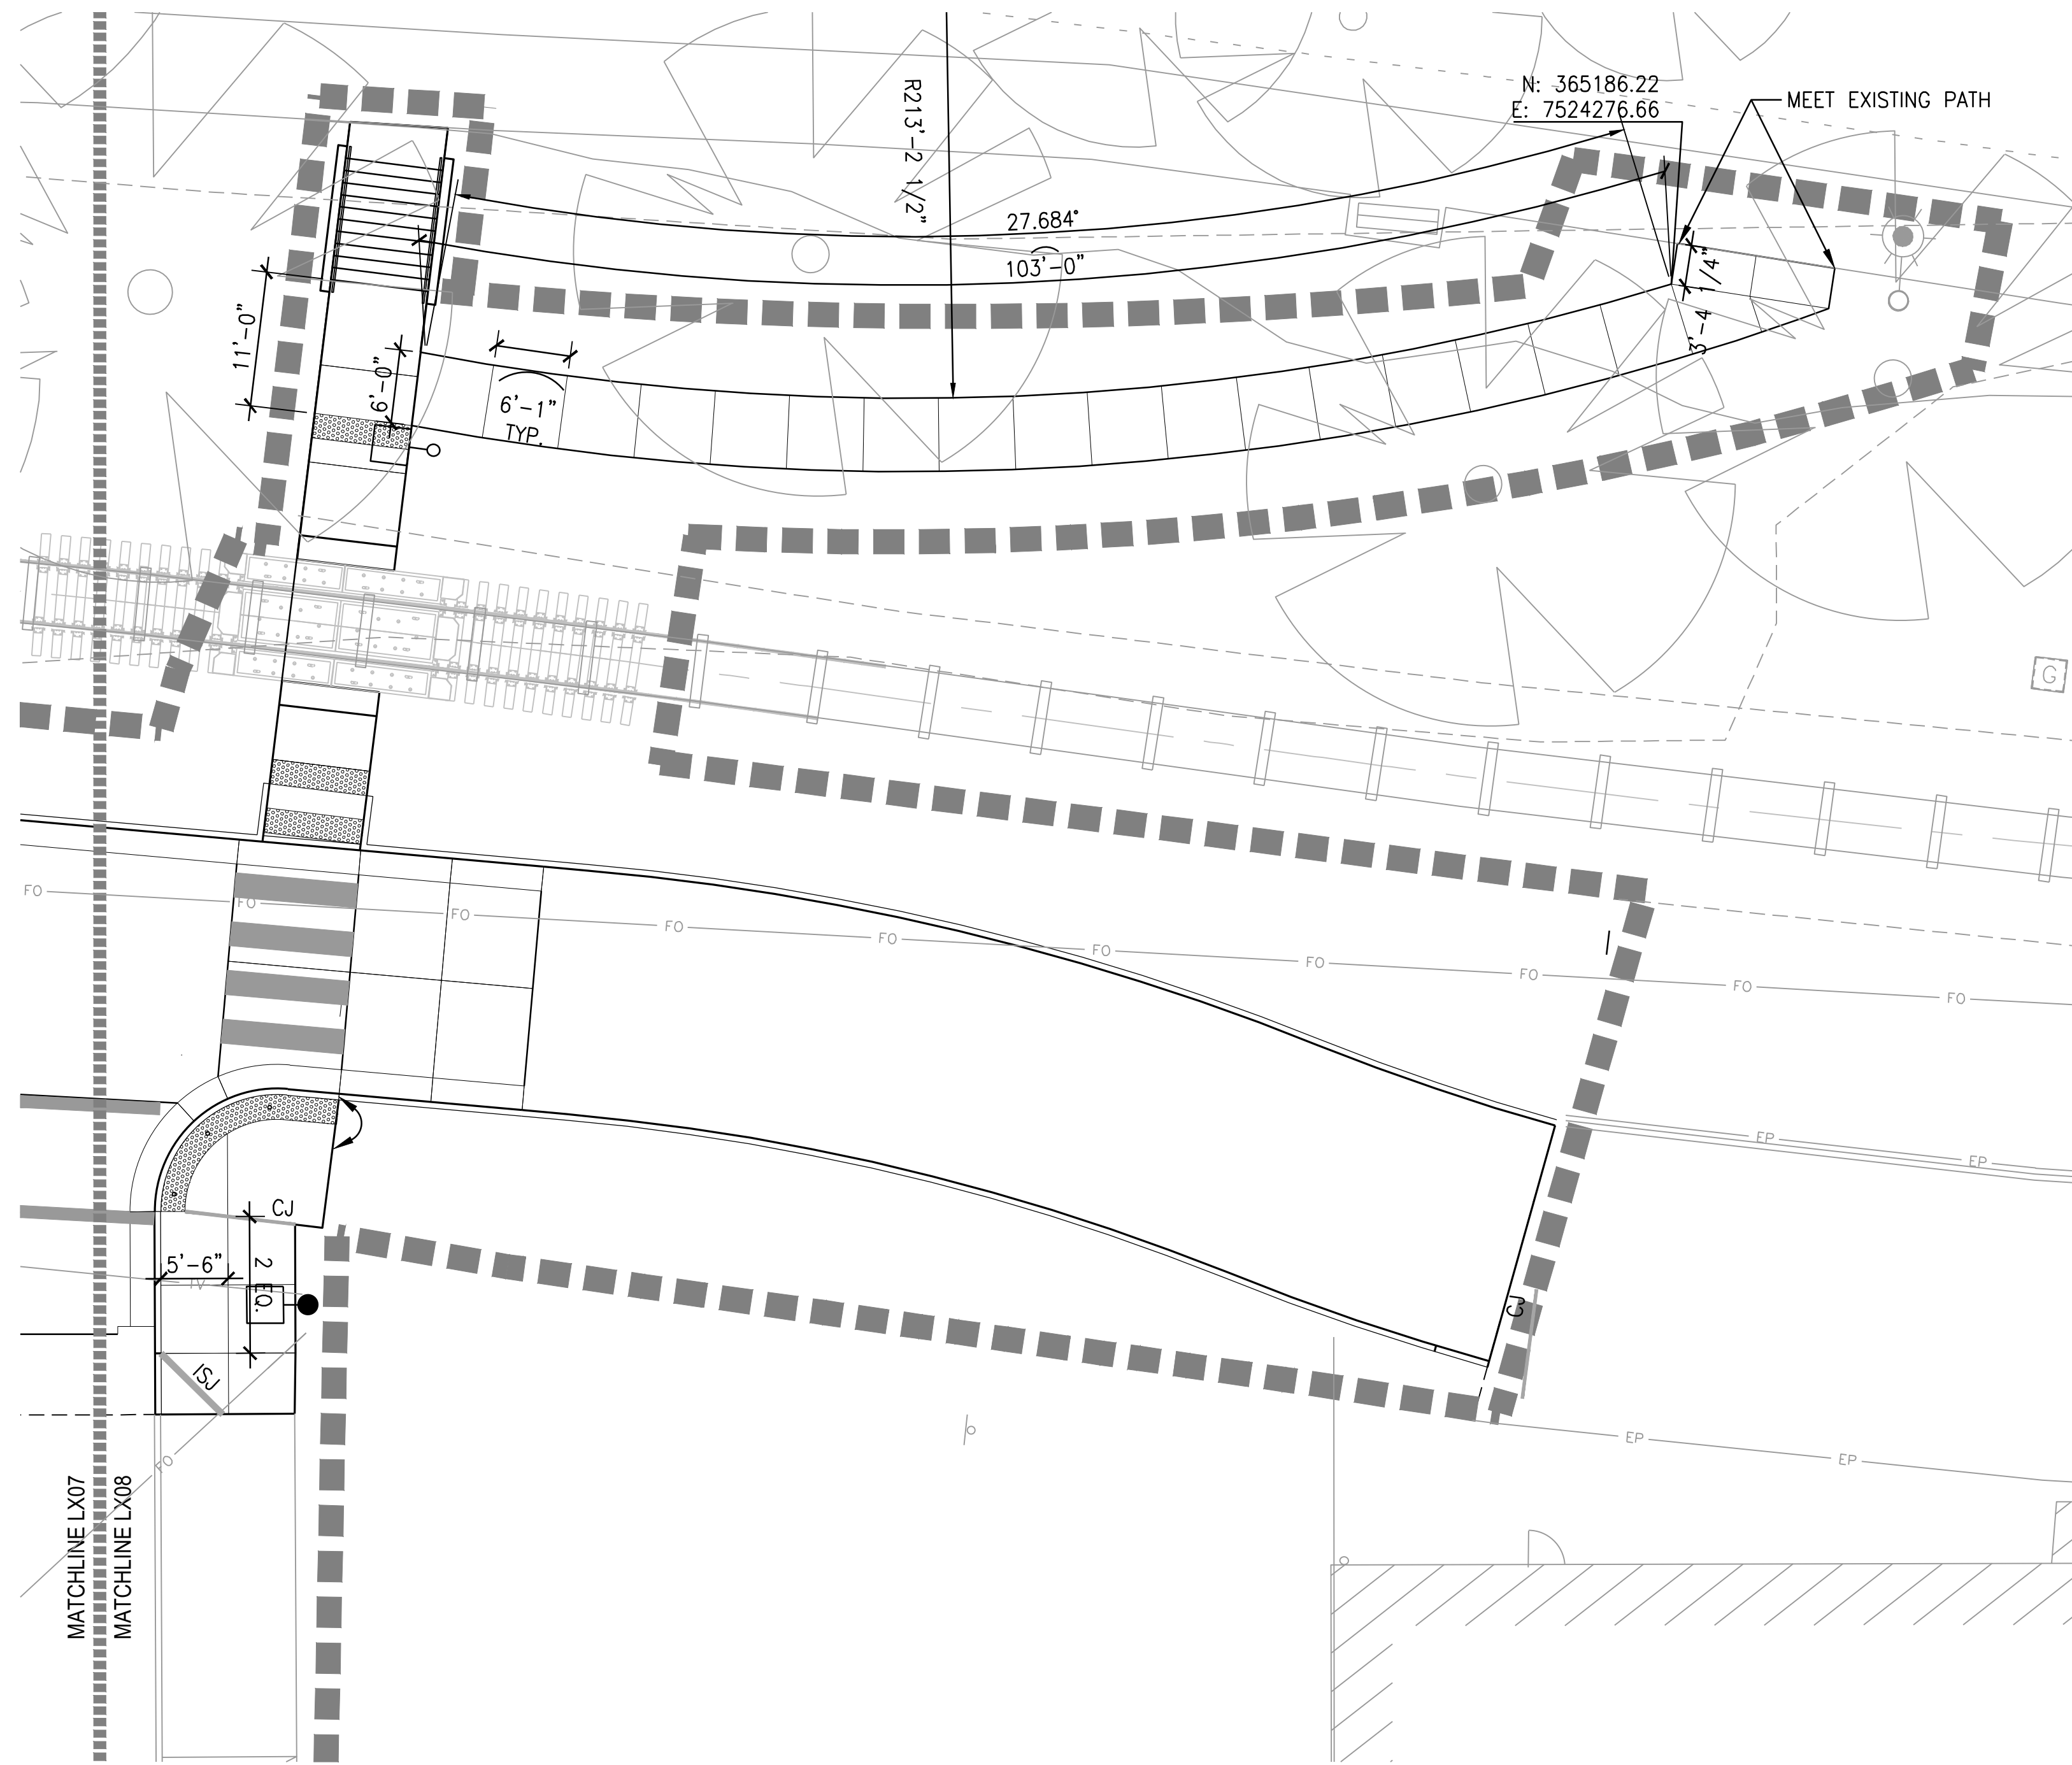 N: 365186.22
E: 7524276.66
MEET EXISTING PATH
R213'-2 1/2"
27.684°
103'-0"
3'-4 1/4"
11'-0"
6'-0"
6'-1"
TYP.
G
FO
FO
FO
FO
FO
FO
FO
FO
FO
FO
EP
EP
CJ
5'-6"
2 EQ.
TV
CJ
ISJ
EP
EP
FO
MATCHLINE LX07
MATCHLINE LX08